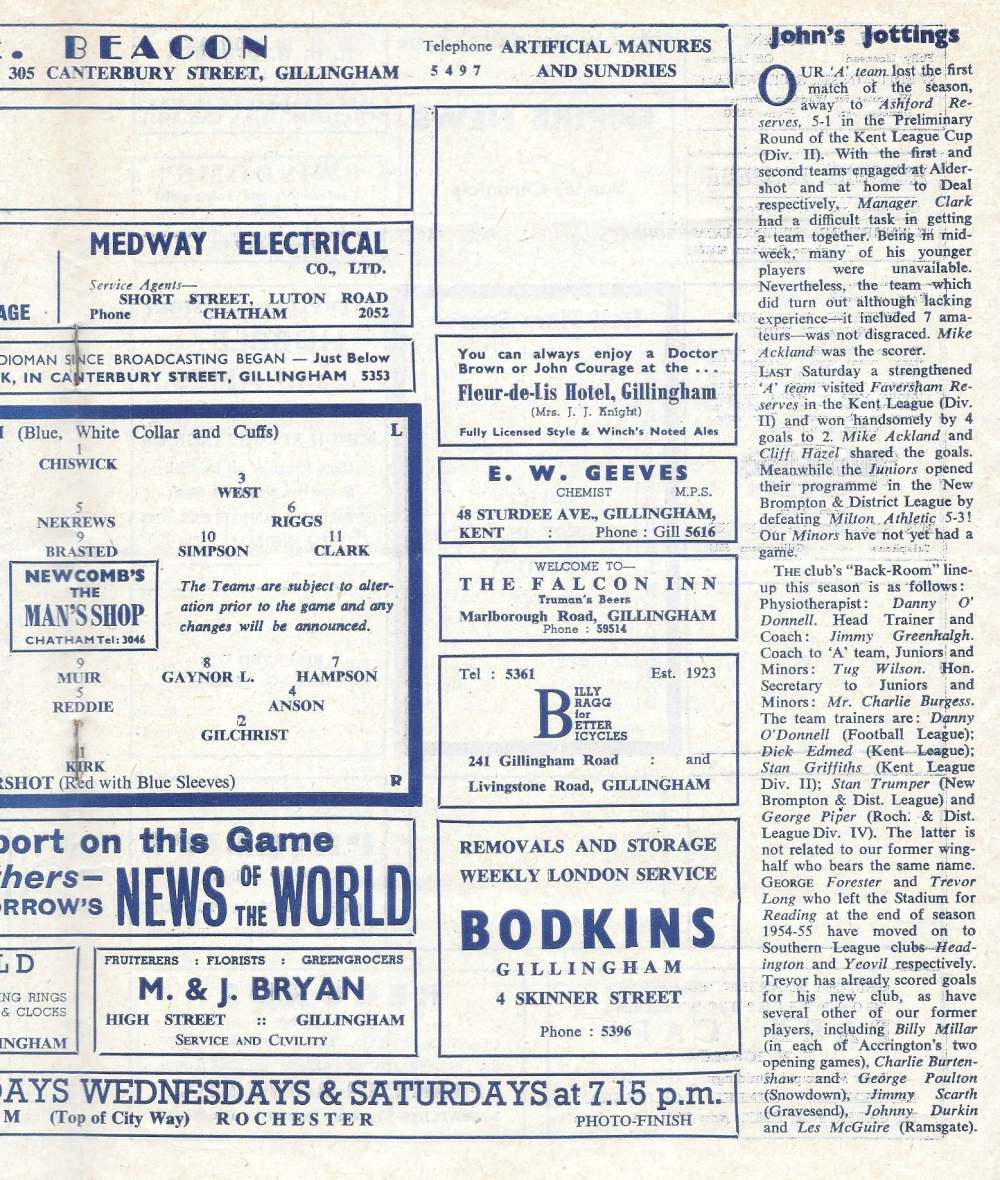 . BEACON
305 CANTERBURY STREET, GILLINGHAM
Telephone ARTIFICIAL MANURES
5497 AND SUNDRIES
MEDWAY ELECTRICAL
CO., LTD.
Service Agents—
SHORT STREET, LUTON ROAD
Phone CHATHAM 2052
AGE
DIOMAN SINCE BROADCASTING BEGAN — Just Below
K, IN CANTERBURY STREET, GILLINGHAM 5353
(Blue, White Collar and Cuffs) L
1
CHISWICK
3
WEST
5 6
NEKREWS RIGGS
9 10 11
BRASTED SIMPSON CLARK
NEWCOMB'S
THE
MAN'S SHOP
CHATHAM Tel: 3046
The Teams are subject to alter-
ation prior to the game and any
changes will be announced.
9 8 7
MUIR GAYNOR L. HAMPSON
5 4
REDDIE ANSON
2
GILCHRIST
1
KIRK
RSHOT (Red with Blue Sleeves) R
port on this Game
hers—
ORROW'S NEWS OF THE WORLD
LD
NG RINGS
& CLOCKS
INGHAM
FRUITERERS : FLORISTS : GREENGROCERS
M. & J. BRYAN
HIGH STREET :: GILLINGHAM
SERVICE AND CIVILITY
You can always enjoy a Doctor
Brown or John Courage at the ...
Fleur-de-Lis Hotel, Gillingham
(Mrs. J. J. Knight)
Fully Licensed Style & Winch's Noted Ales
E. W. GEEVES
CHEMIST M.P.S.
48 STURDEE AVE., GILLINGHAM,
KENT : Phone : Gill 5616
WELCOME TO—
THE FALCON INN
Truman's Beers
Marlborough Road, GILLINGHAM
Phone : 59514
Tel : 5361 Est. 1923
BILLY
RAGG
for
BETTER
BICYCLES
241 Gillingham Road : and
Livingstone Road, GILLINGHAM
REMOVALS AND STORAGE
WEEKLY LONDON SERVICE
BODKINS
GILLINGHAM
4 SKINNER STREET
Phone : 5396
DAYS WEDNESDAYS & SATURDAYS at 7.15 p.m.
M (Top of City Way) ROCHESTER PHOTO-FINISH
John's Jottings
OUR 'A' team lost the first
match of the season,
away to Ashford Re-
serves, 5-1 in the Preliminary
Round of the Kent League Cup
(Div. II). With the first and
second teams engaged at Alder-
shot and at home to Deal
respectively, Manager Clark
had a difficult task in getting
a team together. Being in mid-
week, many of his younger
players were unavailable.
Nevertheless, the team which
did turn out although lacking
experience—it included 7 ama-
teurs—was not disgraced. Mike
Ackland was the scorer.
LAST Saturday a strengthened
'A' team visited Faversham Re-
serves in the Kent League (Div.
II) and won handsomely by 4
goals to 2. Mike Ackland and
Cliff Hazel shared the goals.
Meanwhile the Juniors opened
their programme in the New
Brompton & District League by
defeating Milton Athletic 5-3!
Our Minors have not yet had a
game.
THE club's "Back-Room" line-
up this season is as follows:
Physiotherapist: Danny O'
Donnell. Head Trainer and
Coach: Jimmy Greenhalgh.
Coach to 'A' team, Juniors and
Minors: Tug Wilson. Hon.
Secretary to Juniors and
Minors: Mr. Charlie Burgess.
The team trainers are: Danny
O'Donnell (Football League);
Dick Edmed (Kent League);
Stan Griffiths (Kent League
Div. II); Stan Trumper (New
Brompton & Dist. League) and
George Piper (Roch. & Dist.
League Div. IV). The latter is
not related to our former wing-
half who bears the same name.
GEORGE Forester and Trevor
Long who left the Stadium for
Reading at the end of season
1954-55 have moved on to
Southern League clubs Head-
ington and Yeovil respectively.
Trevor has already scored goals
for his new club, as have
several other of our former
players, including Billy Millar
(in each of Accrington's two
opening games), Charlie Burten-
shaw and George Poulton
(Snowdown), Jimmy Scarth
(Gravesend), Johnny Durkin
and Les McGuire (Ramsgate).